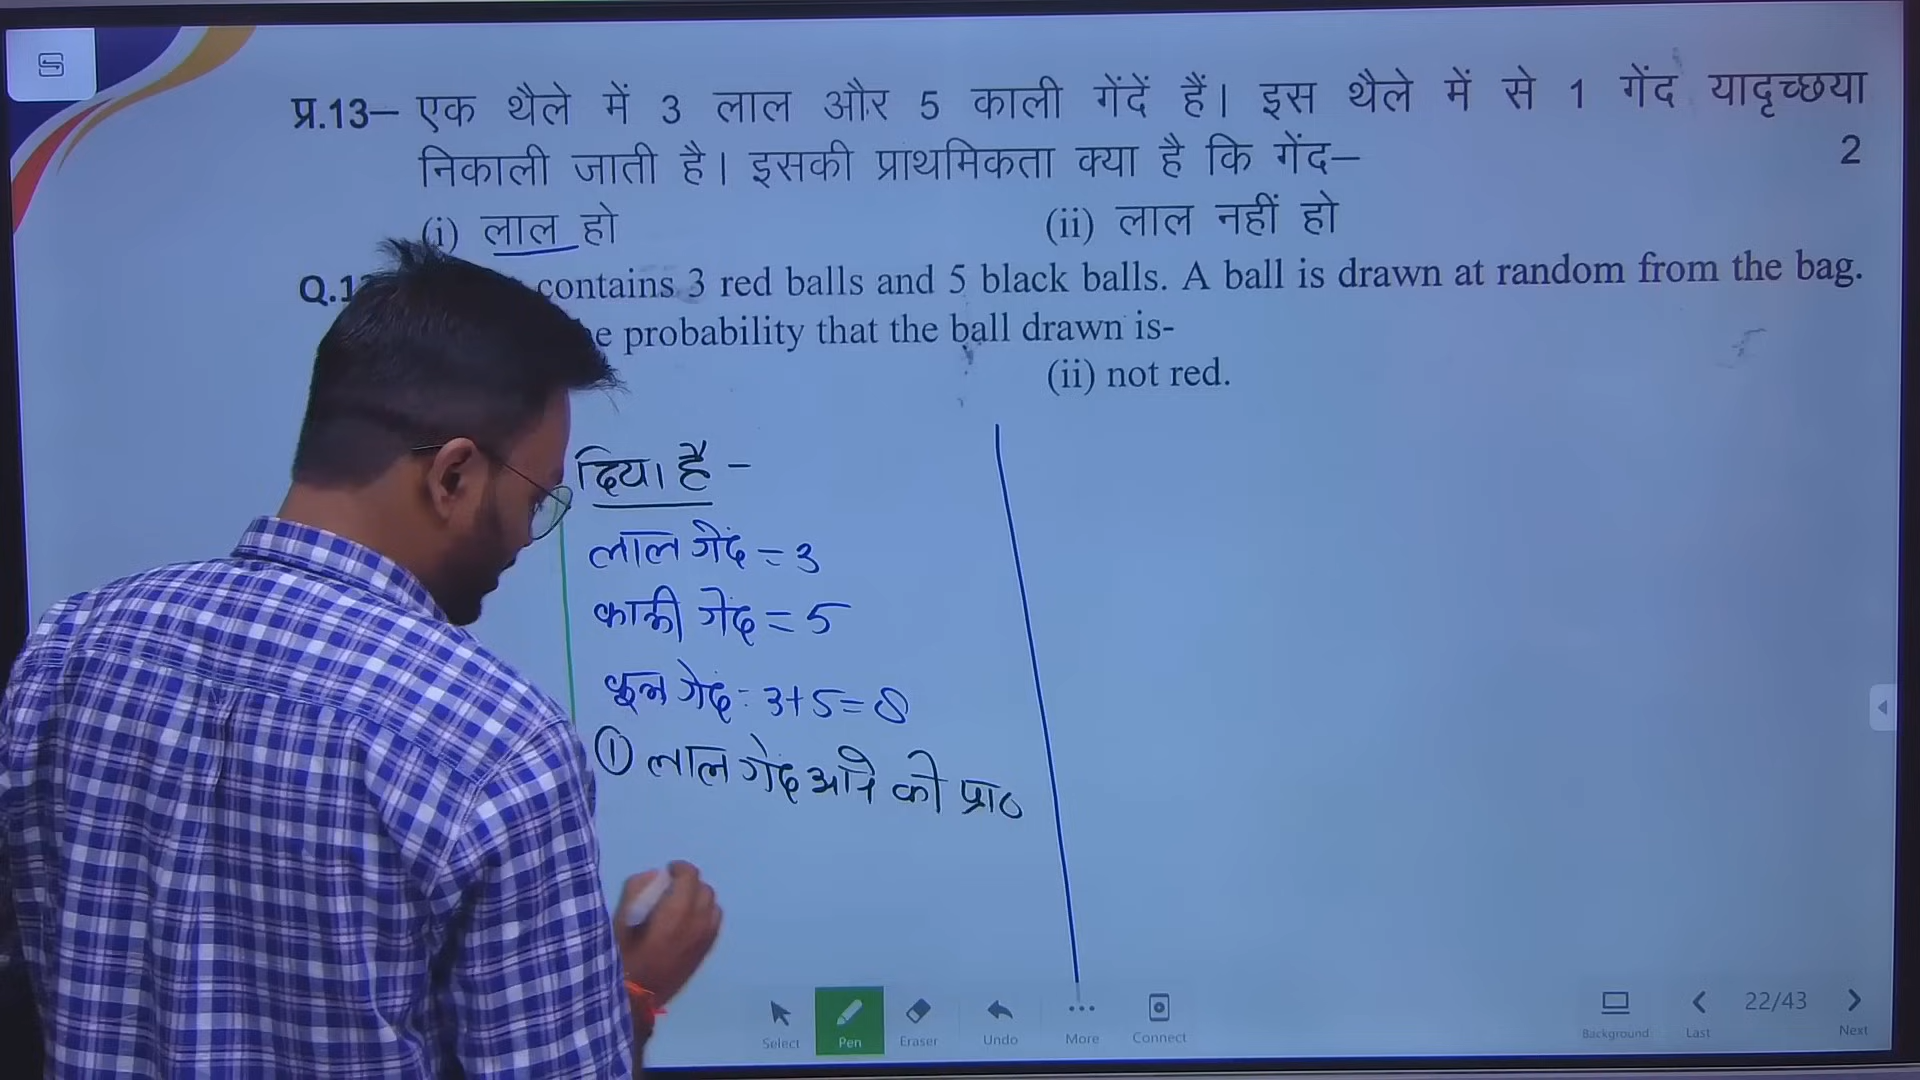 प्र.13– एक थैले में 3 लाल और 5 काली गेंदें हैं। इस थैले में से 1 गेंद यादृच्छया
निकाली जाती है। इसकी प्राथमिकता क्या है कि गेंद– 2
(i) लाल हो (ii) लाल नहीं हो
Q.1 contains 3 red balls and 5 black balls. A ball is drawn at random from the bag.
e probability that the ball drawn is-
(ii) not red.
दिया है –
लाल गेंद = 3
काली गेंद = 5
कुल गेंद = 3+5=8
① लाल गेंद आने की प्रा०
Select Pen Eraser Undo More Connect Background Last 22/43 Next